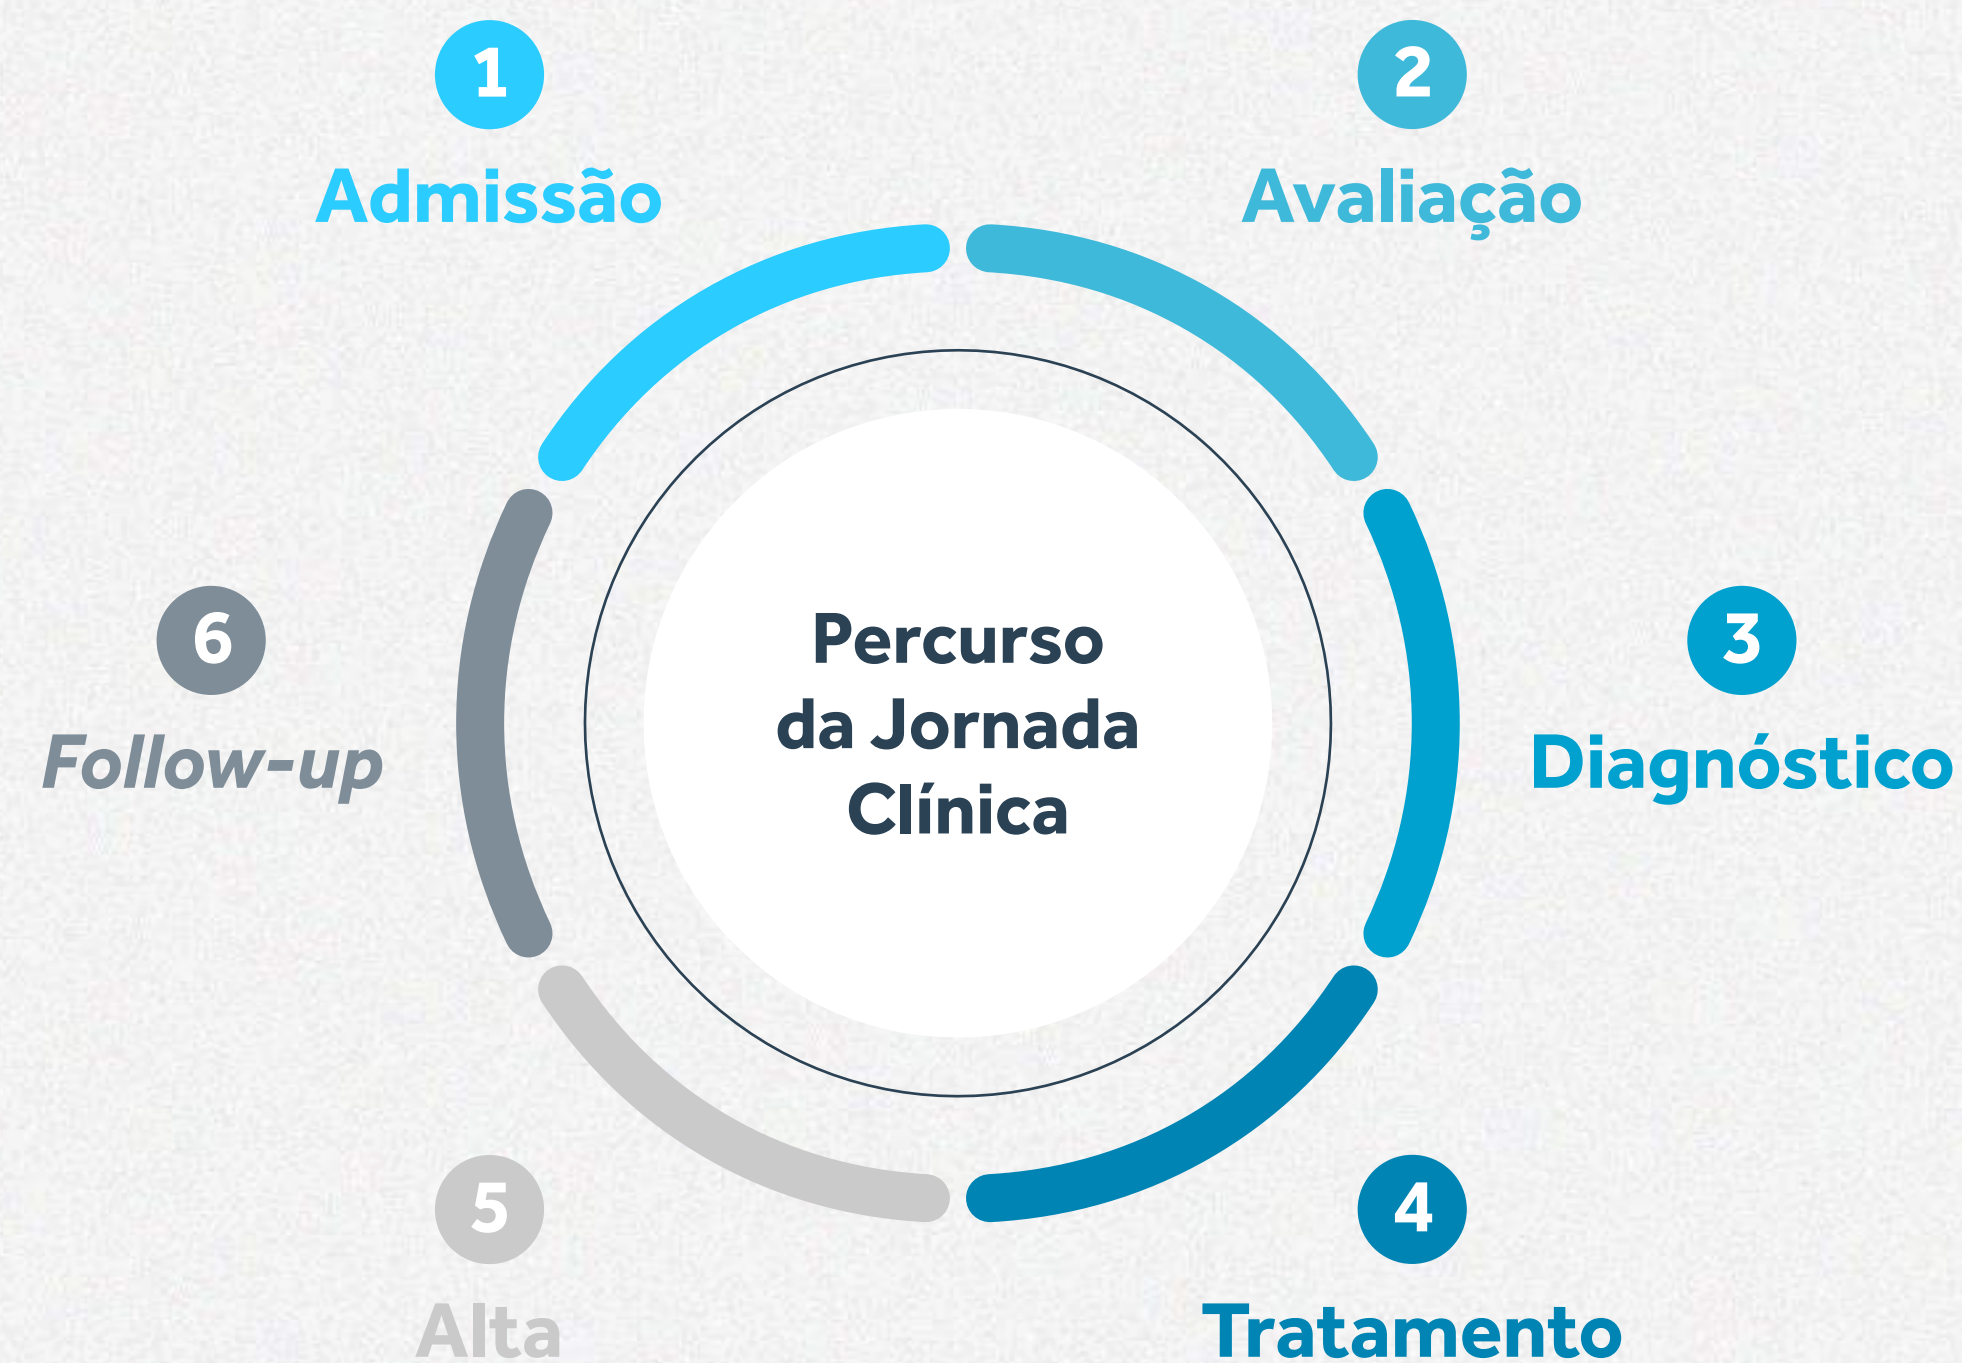 1
Admissão
2
Avaliação
3
Diagnóstico
4
Tratamento
5
Alta
6
Follow-up
Percurso
da Jornada
Clínica